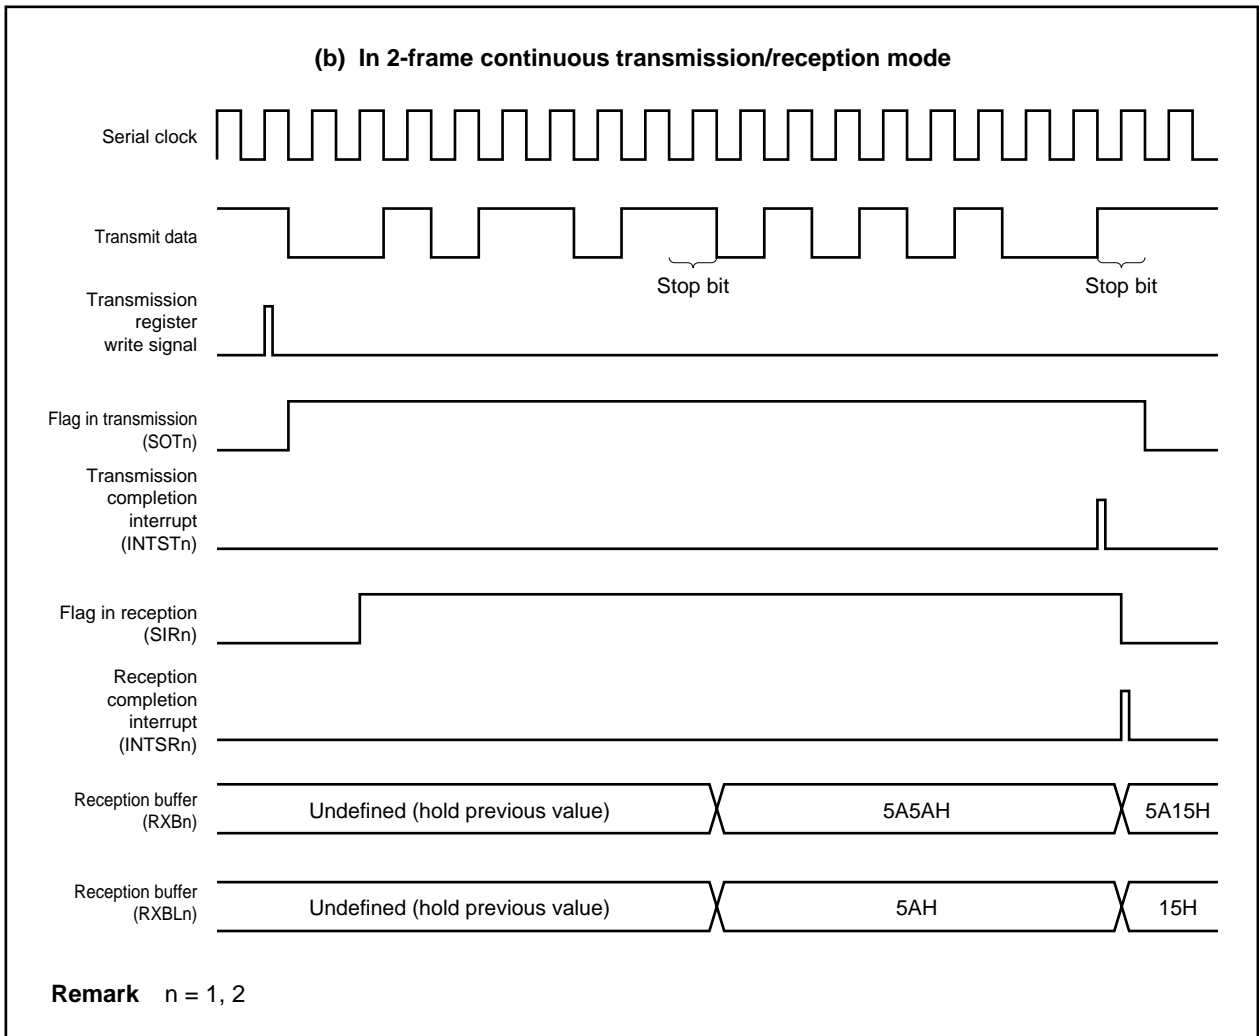 (b) In 2-frame continuous transmission/reception mode
Serial clock
Transmit data
Stop bit
Stop bit
Transmission
register
write signal
Flag in transmission
(SOTn)
Transmission
completion
interrupt
(INTSTn)
Flag in reception
(SIRn)
Reception
completion
interrupt
(INTSRn)
Reception buffer
(RXBn)
Undefined (hold previous value)
5A5AH
5A15H
Reception buffer
(RXBLn)
Undefined (hold previous value)
5AH
15H
Remark n = 1, 2